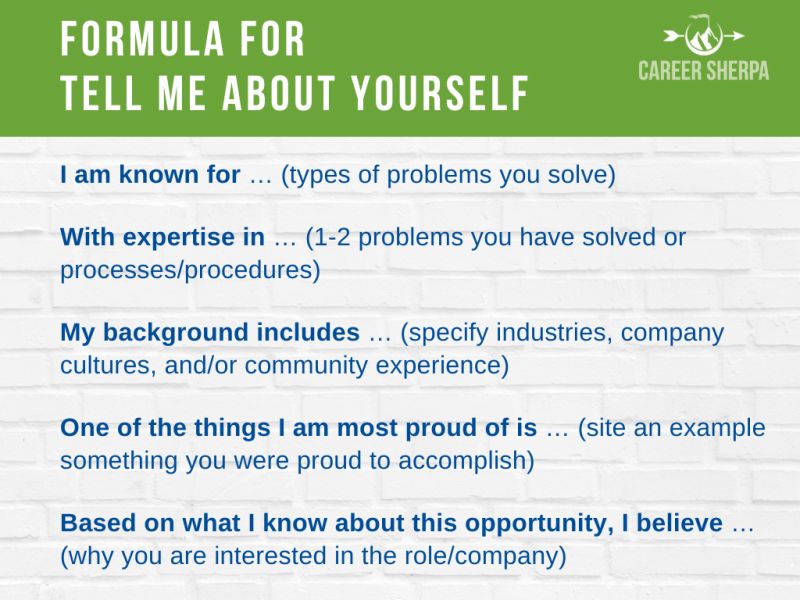 FORMULA FOR
TELL ME ABOUT YOURSELF
CAREER SHERPA
I am known for … (types of problems you solve)
With expertise in … (1-2 problems you have solved or
processes/procedures)
My background includes … (specify industries, company
cultures, and/or community experience)
One of the things I am most proud of is … (site an example
something you were proud to accomplish)
Based on what I know about this opportunity, I believe …
(why you are interested in the role/company)